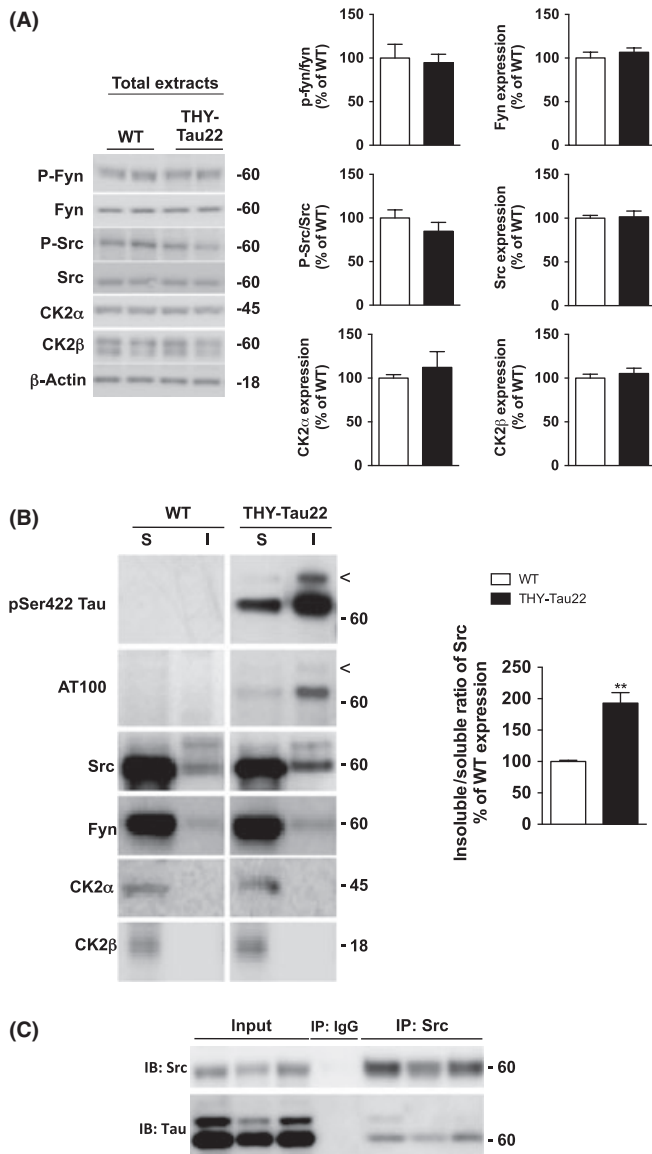 (A)
Total extracts
WT
THY-
Tau22
P-Fyn
-60
Fyn
-60
P-Src
-60
Src
-60
CK2α
-45
CK2β
-60
β-Actin
-18
p-fyn/fyn
(% of WT)
150
100
50
0
Fyn expression
(% of WT)
150
100
50
0
P-Src/Src
(% of WT)
150
100
50
0
Src expression
(% of WT)
150
100
50
0
CK2α expression
(% of WT)
150
100
50
0
CK2β expression
(% of WT)
150
100
50
0
(B)
WT
THY-Tau22
S
I
S
I
pSer422 Tau
<
- 60
AT100
<
60
Src
- 60
Fyn
- 60
CK2α
- 45
CK2β
- 18
WT
THY-Tau22
Insoluble/soluble ratio of Src
% of WT expression
250
200
150
100
50
0
**
(C)
Input
IP: IgG
IP: Src
IB: Src
- 60
IB: Tau
- 60